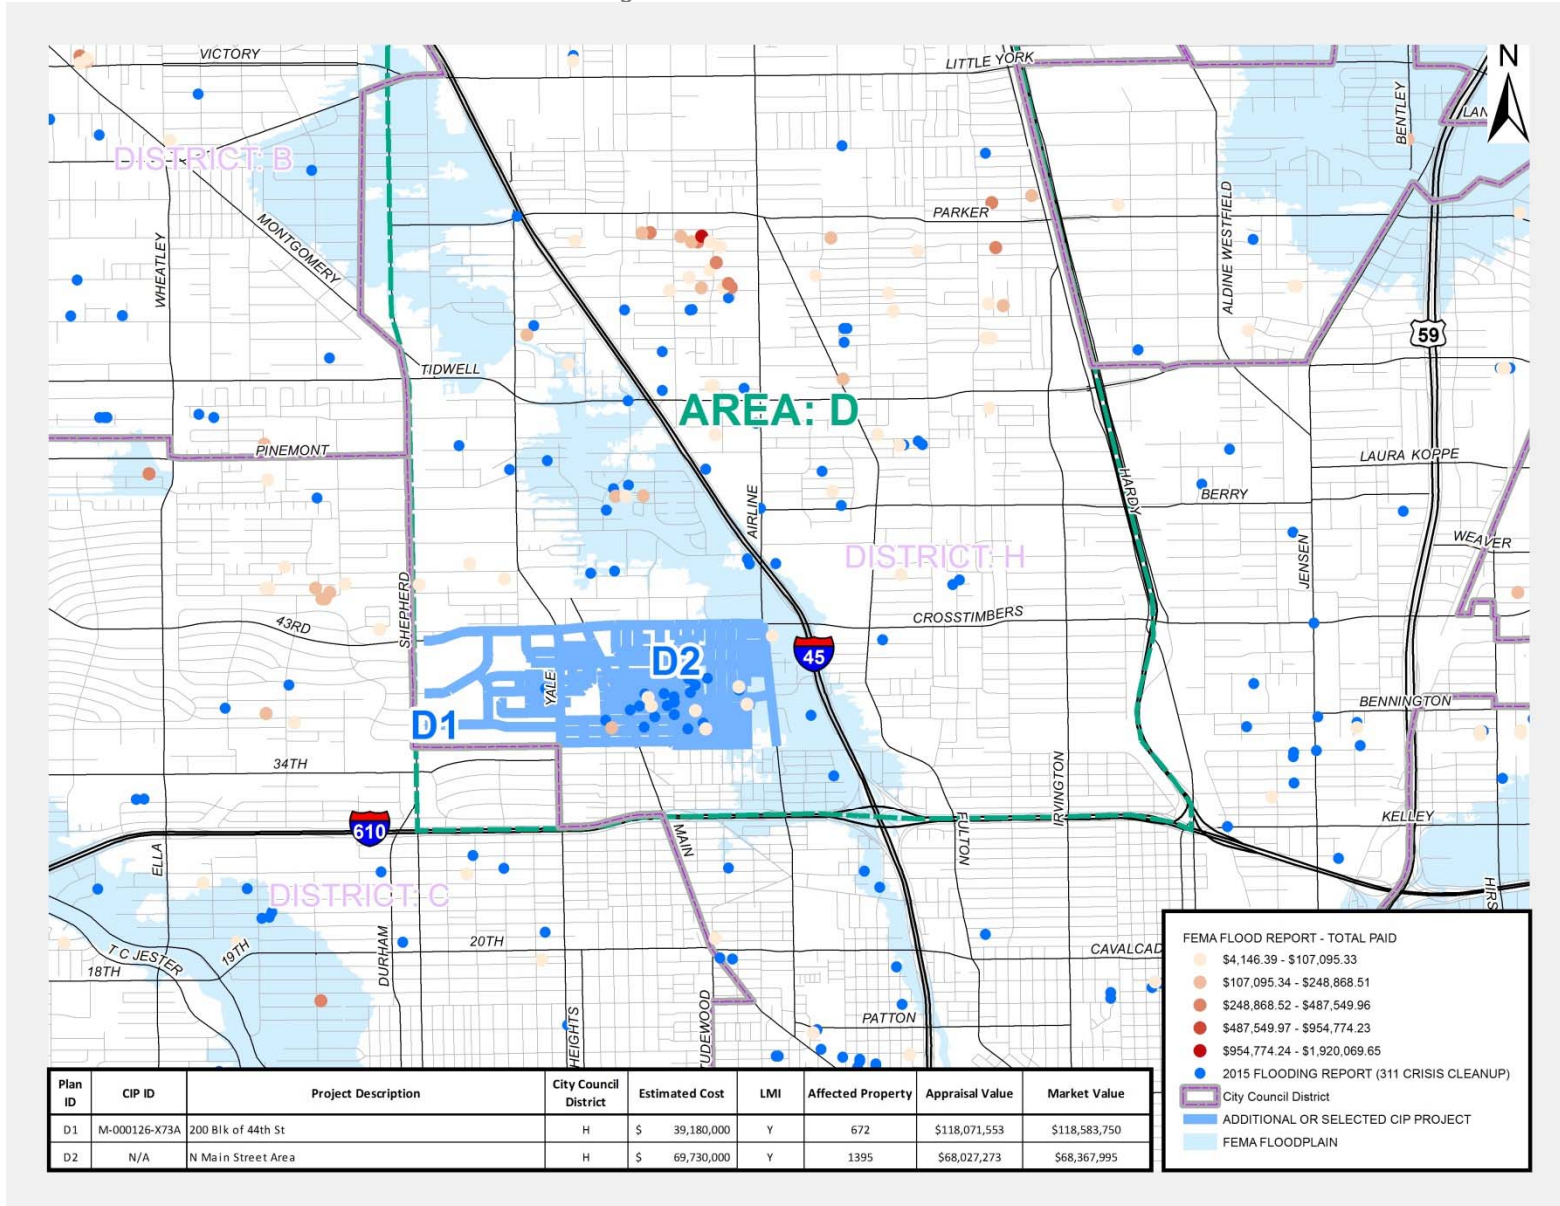 VICTORY
LITTLE YORK
N
BENTLEY
LAN
DISTRICT: B
WHEATLEY
MONTGOMERY
PARKER
ALDINE WESTFIELD
59
TIDWELL
AREA: D
PINEMONT
LAURA KOPPE
HARDY
BERRY
AIRLINE
WEAVER
DISTRICT: H
JENSEN
SHEPHERD
43RD
CROSSTIMBERS
D2
45
YALE
D1
BENNINGTON
34TH
IRVINGTON
610
MAIN
FULTON
KELLEY
ELLA
DISTRICT: C
HIRS
T C JESTER
19TH
18TH
DURHAM
20TH
CAVALCAD
HEIGHTS
UDEWOOD
PATTON
FEMA FLOOD REPORT - TOTAL PAID
$4,146.39 - $107,095.33
$107,095.34 - $248,868.51
$248,868.52 - $487,549.96
$487,549.97 - $954,774.23
$954,774.24 - $1,920,069.65
2015 FLOODING REPORT (311 CRISIS CLEANUP)
City Council District
ADDITIONAL OR SELECTED CIP PROJECT
FEMA FLOODPLAIN
Plan ID CIP ID Project Description City Council District Estimated Cost LMI Affected Property Appraisal Value Market Value
D1 M-000126-X73A 200 Blk of 44th St H $ 39,180,000 Y 672 $118,071,553 $118,583,750
D2 N/A N Main Street Area H $ 69,730,000 Y 1395 $68,027,273 $68,367,995